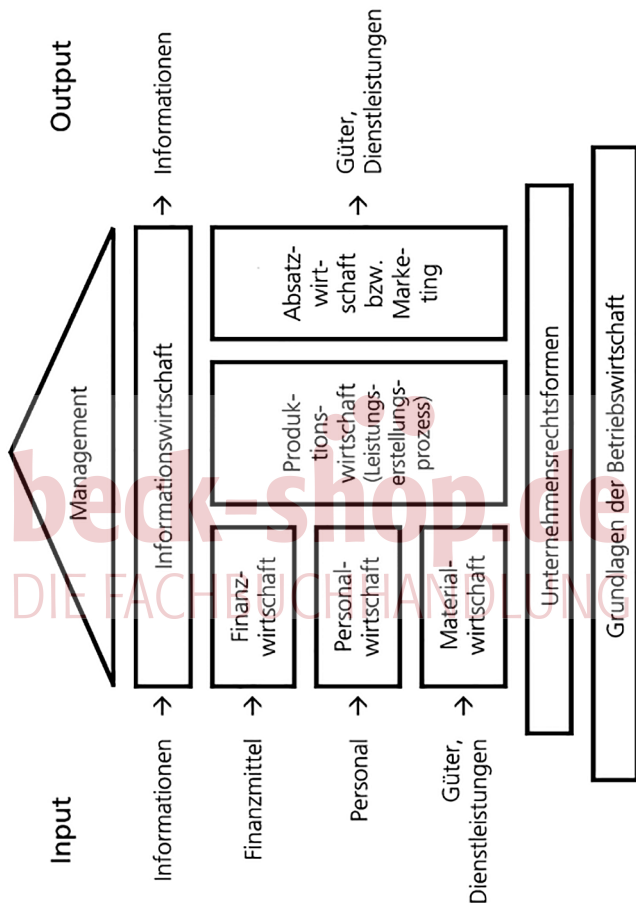 Input
Output
Management
Informationen
Informationswirtschaft
Informationen
Finanzmittel
Finanz-
wirtschaft
Personal
Personal-
wirtschaft
Güter,
Dienstleistungen
Material-
wirtschaft
Produk-
tions-
wirtschaft
(Leistungs-
erstellungs-
prozess)
Absatz-
wirt-
schaft
bzw.
Marke-
ting
Güter,
Dienstleistungen
Unternehmensrechtsformen
Grundlagen der Betriebswirtschaft
beck-shop.de
DIE FACHBUCHHANDLUNG